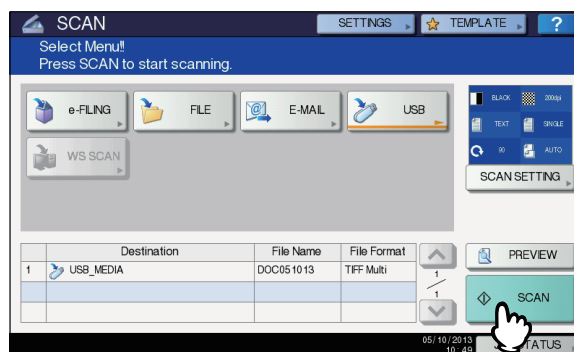 SCAN
SETTINGS
TEMPLATE
?
Select Menu!!
Press SCAN to start scanning.
e-FILING
FILE
E-MAIL
USB
WS SCAN
BLACK
200dpi
TEXT
SINGLE
90
AUTO
SCAN SETTING
Destination File Name File Format
1 USB_MEDIA DOC051013 TIFF Multi
1
1
PREVIEW
SCAN
05/10/2013
10:49